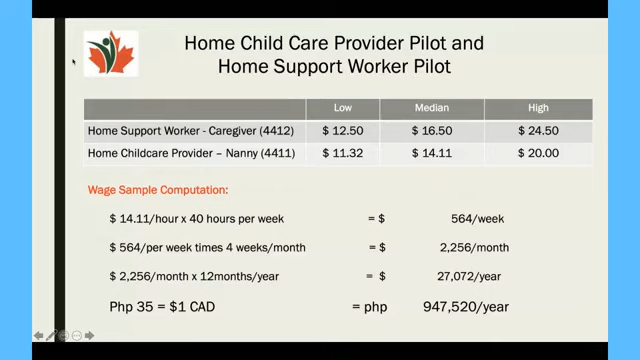 Home Child Care Provider Pilot and
Home Support Worker Pilot
Low Median High
Home Support Worker - Caregiver (4412) $ 12.50 $ 16.50 $ 24.50
Home Childcare Provider – Nanny (4411) $ 11.32 $ 14.11 $ 20.00
Wage Sample Computation:
$ 14.11/hour x 40 hours per week = $ 564/week
$ 564/per week times 4 weeks/month = $ 2,256/month
$ 2,256/month x 12months/year = $ 27,072/year
Php 35 = $1 CAD = php 947,520/year